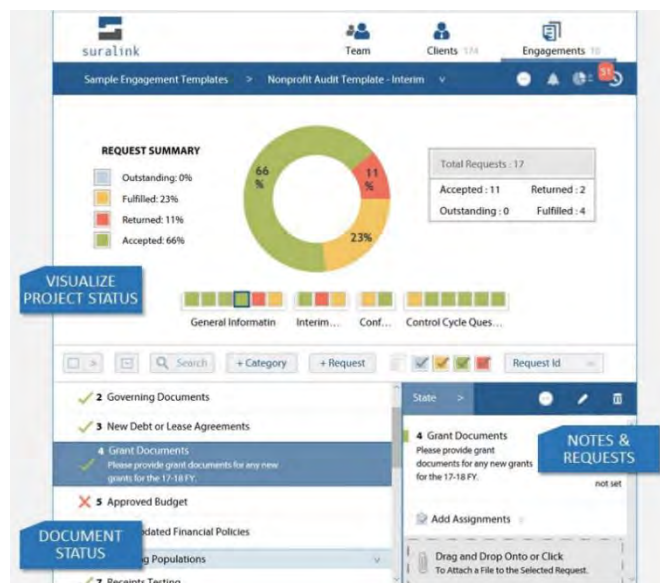 suralink
Team
Clients 174
Engagements 10
Sample Engagement Templates > Nonprofit Audit Template - Interim v
51
REQUEST SUMMARY
Outstanding: 0%
Fulfilled: 23%
Returned: 11%
Accepted: 66%
66
%
11
%
23%
Total Requests : 17
Accepted : 11 Returned : 2
Outstanding : 0 Fulfilled : 4
VISUALIZE
PROJECT STATUS
General Informatin Interim... Conf... Control Cycle Ques...
Search + Category + Request Request Id
2 Governing Documents
3 New Debt or Lease Agreements
4 Grant Documents
Please provide grant documents for any new
grants for the 17-18 FY.
5 Approved Budget
dated Financial Policies
Populations
7 Receipts Testing
DOCUMENT
STATUS
State >
4 Grant Documents
Please provide grant
documents for any new grants
for the 17-18 FY.
not set
NOTES &
REQUESTS
Add Assignments
Drag and Drop Onto or Click
To Attach a File to the Selected Request.